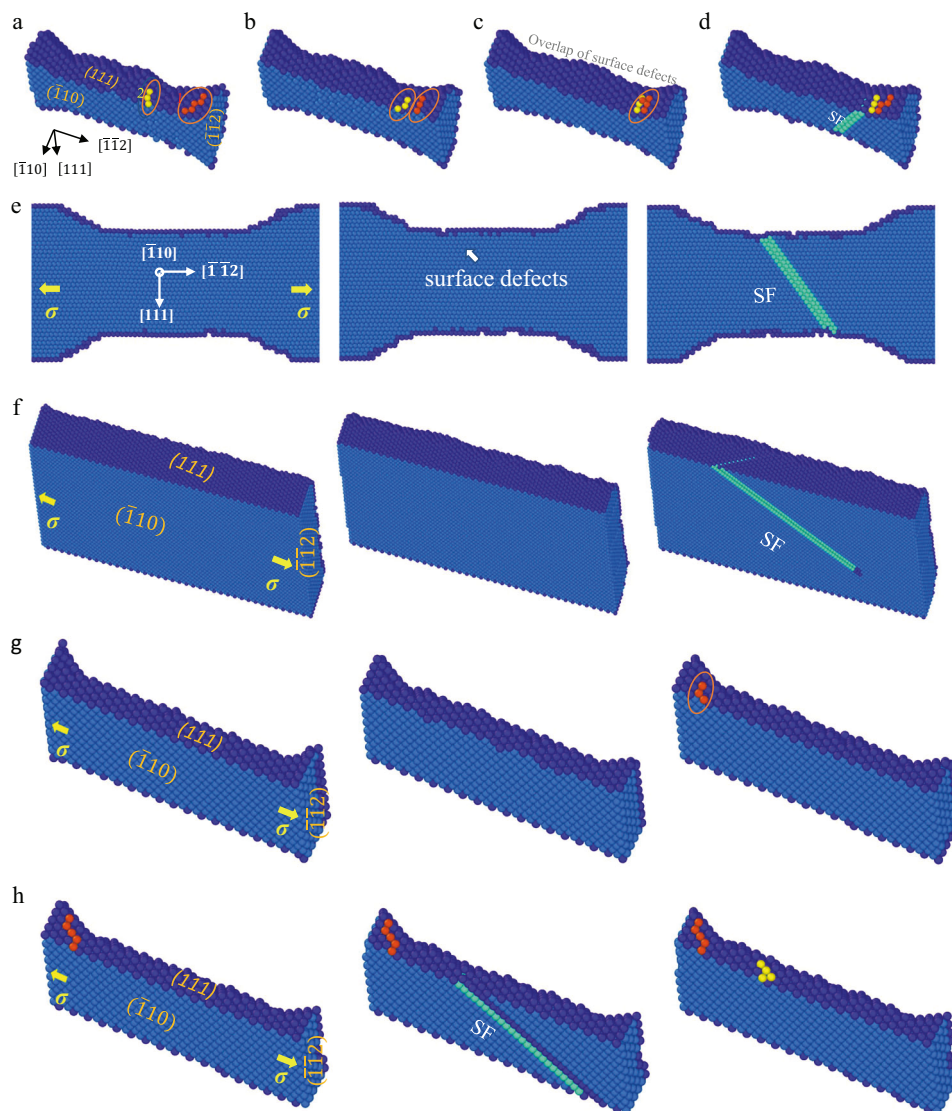 a
b
c
d
(111)
(1̅10)
2
(1̅1̅2)
[1̅10]
[111]
[1̅1̅2]
Overlap of surface defects
SF
e
[1̅10]
[1̅1̅2]
[111]
σ
σ
surface defects
SF
f
(111)
(1̅10)
(1̅1̅2)
σ
σ
SF
g
(111)
(1̅10)
(1̅1̅2)
σ
σ
h
(111)
(1̅10)
(1̅1̅2)
σ
σ
SF